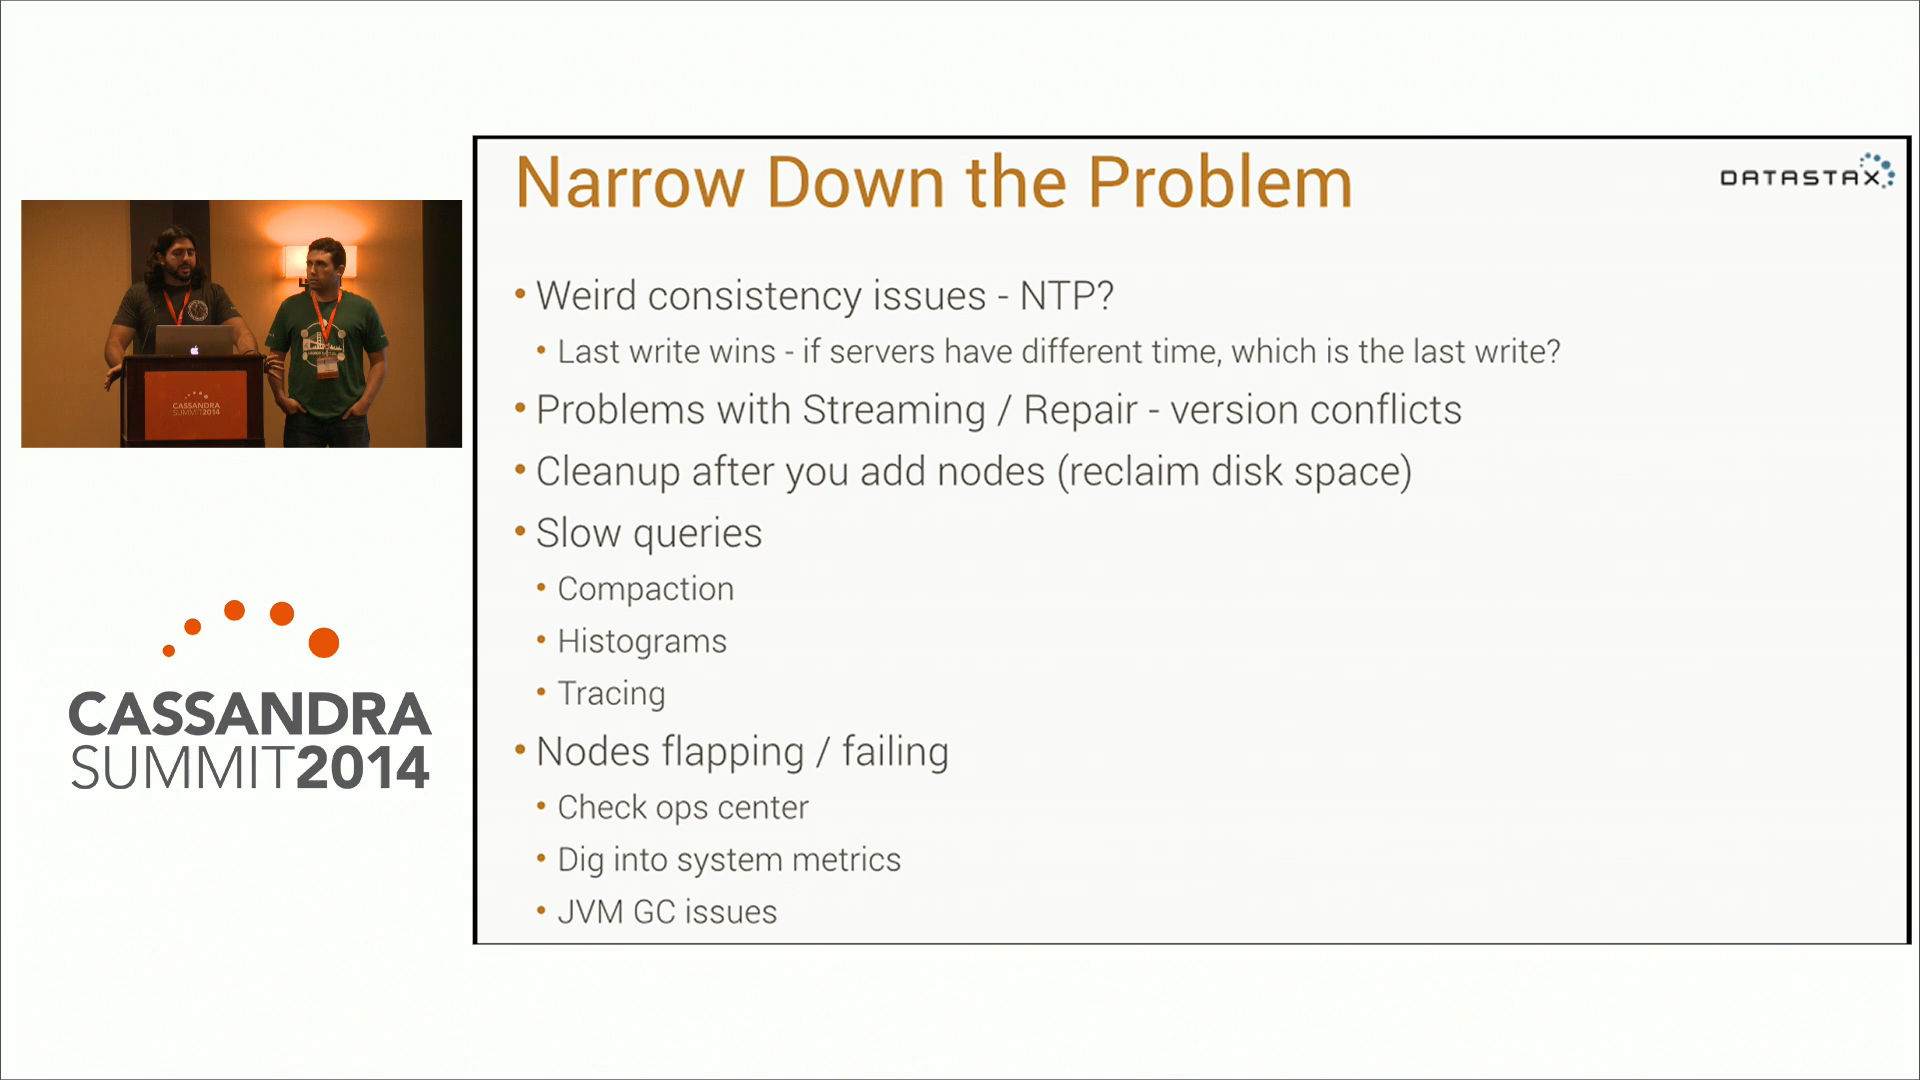 Narrow Down the Problem
DATASTAX
• Weird consistency issues - NTP?
• Last write wins - if servers have different time, which is the last write?
• Problems with Streaming / Repair - version conflicts
• Cleanup after you add nodes (reclaim disk space)
• Slow queries
• Compaction
• Histograms
• Tracing
• Nodes flapping / failing
• Check ops center
• Dig into system metrics
• JVM GC issues
CASSANDRA
SUMMIT2014
CASSANDRA
SUMMIT2014